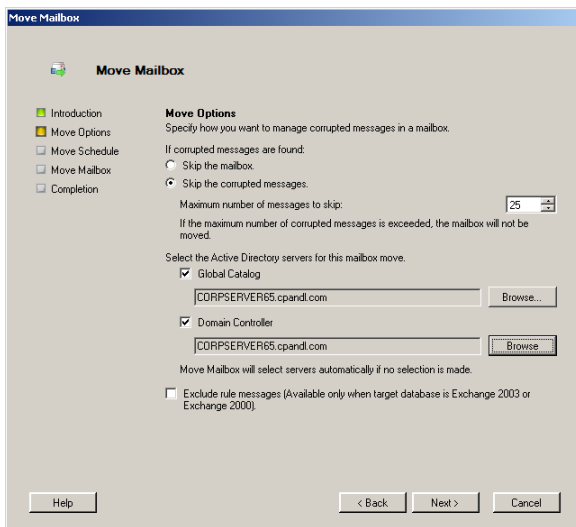 Move Mailbox
Move Mailbox
Introduction
Move Options
Move Schedule
Move Mailbox
Completion
Move Options
Specify how you want to manage corrupted messages in a mailbox.
If corrupted messages are found:
Skip the mailbox.
Skip the corrupted messages.
Maximum number of messages to skip: 25
If the maximum number of corrupted messages is exceeded, the mailbox will not be
moved.
Select the Active Directory servers for this mailbox move.
Global Catalog
CORPSERVER65.cpandl.com Browse...
Domain Controller
CORPSERVER65.cpandl.com Browse
Move Mailbox will select servers automatically if no selection is made.
Exclude rule messages (Available only when target database is Exchange 2003 or
Exchange 2000).
Help < Back Next > Cancel